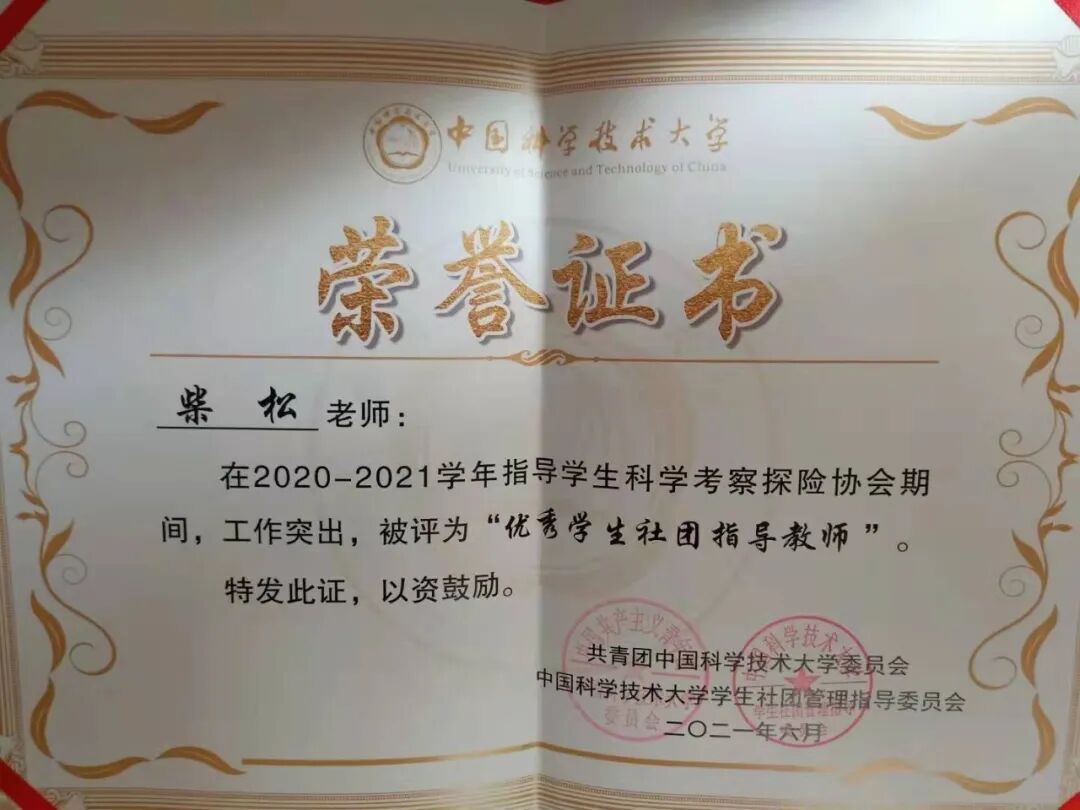 中国科学技术大学
University of Science and Technology of China
荣誉证书
柴 松 老师：
在2020-2021学年指导学生科学考察探险协会期
间，工作突出，被评为“优秀学生社团指导教师”。
特发此证，以资鼓励。
共青团中国科学技术大学委员会
中国科学技术大学学生社团管理指导委员会
二〇二一年六月